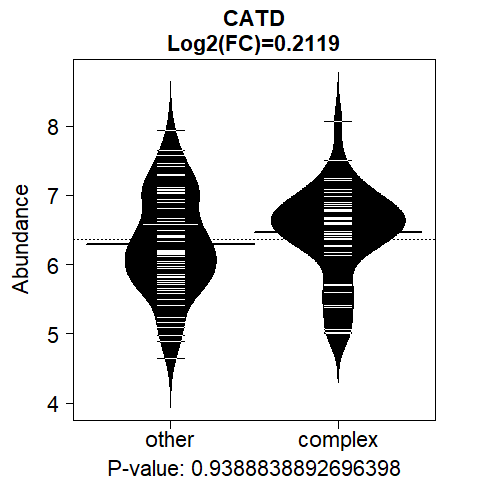 CATD
Log2(FC)=0.2119
Abundance
8
7
6
5
4
other complex
P-value: 0.9388838892696398